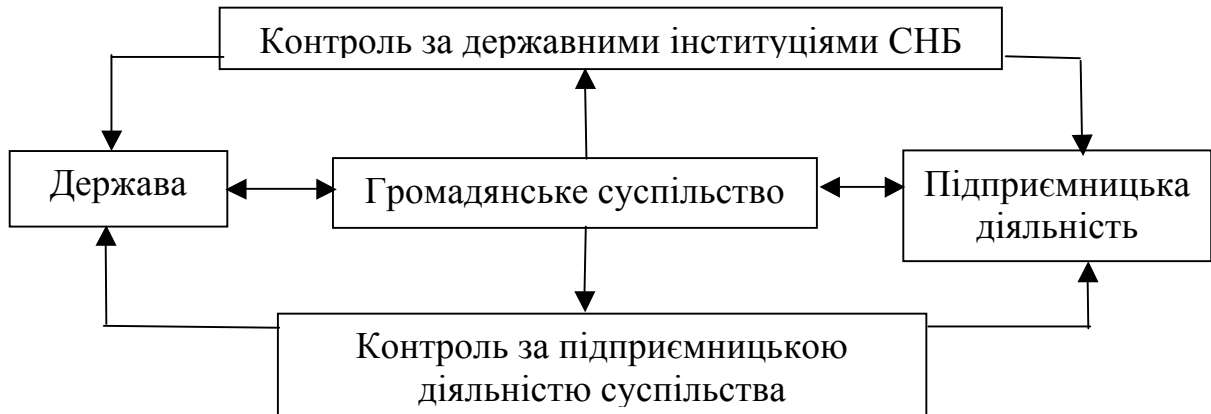 Контроль за державними інституціями СНБ
Держава
Громадянське суспільство
Підприємницька
діяльність
Контроль за підприємницькою
діяльністю суспільства